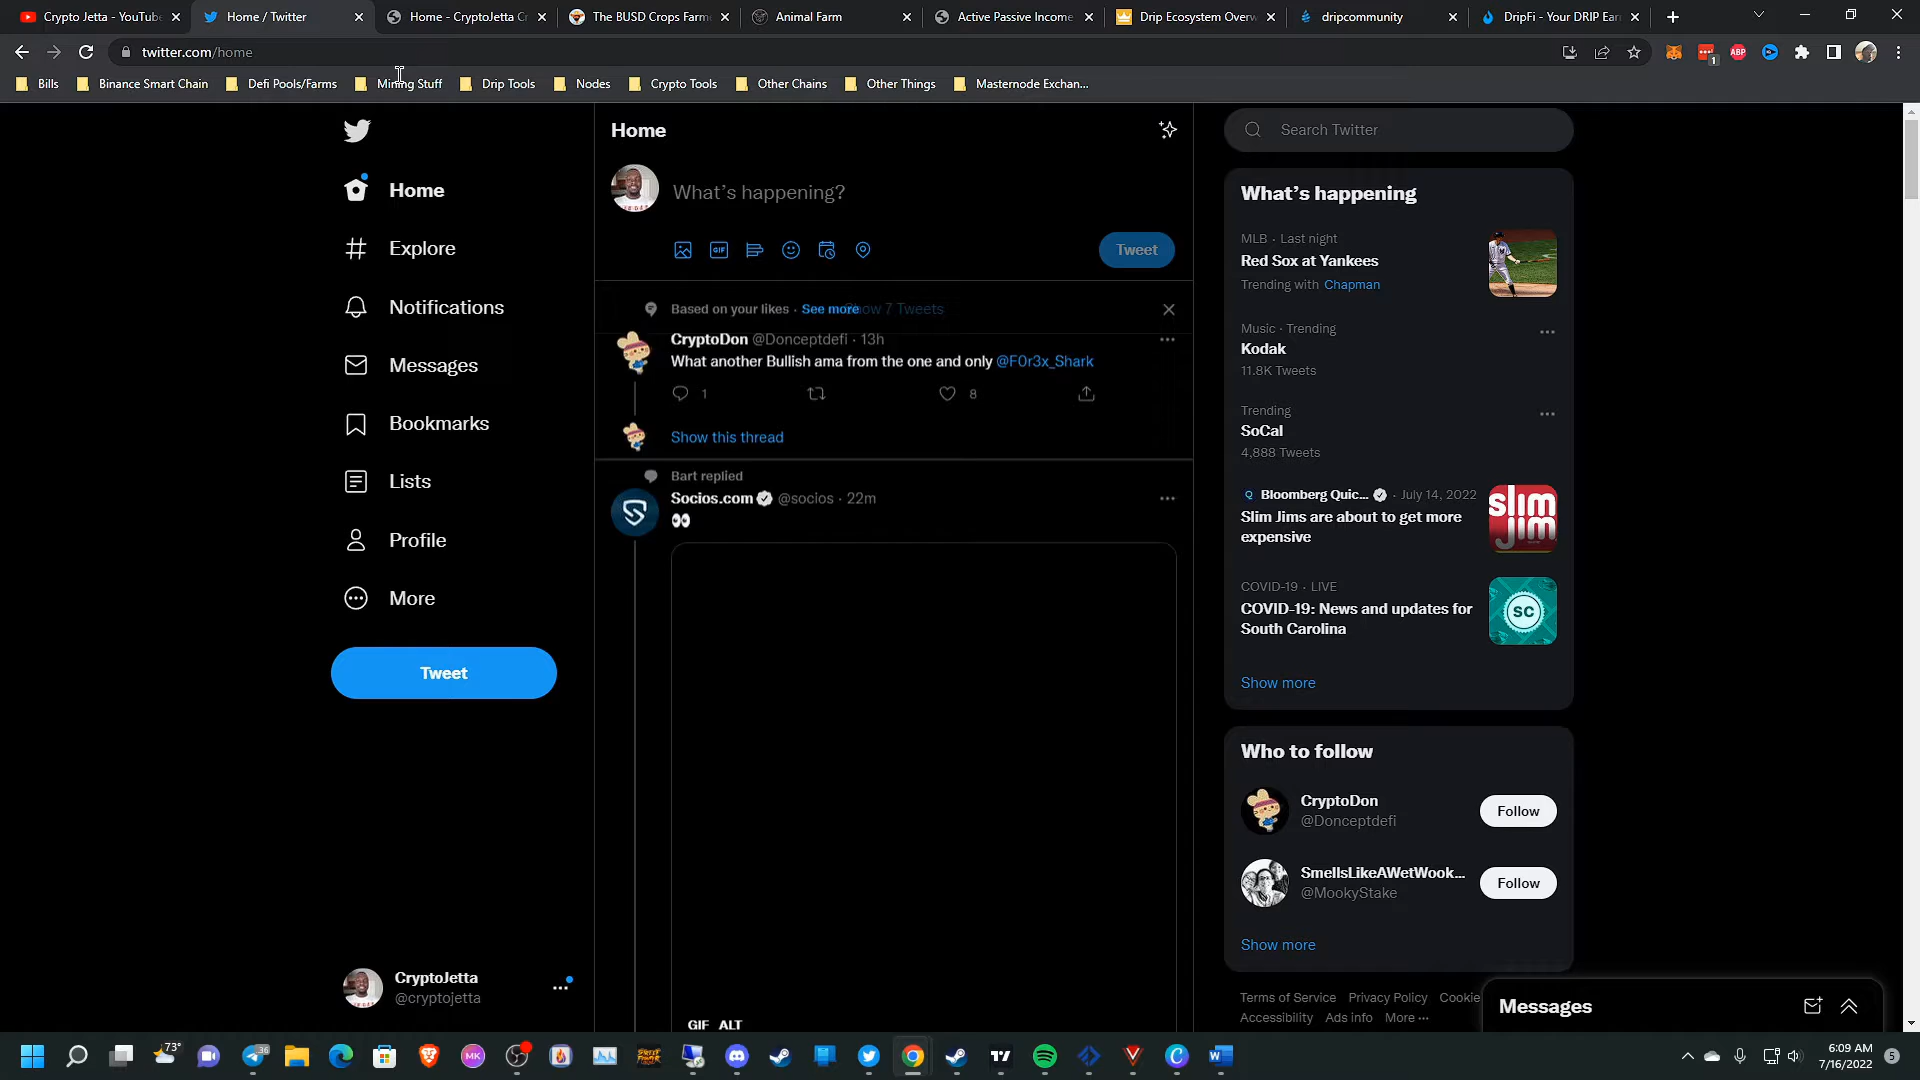 Crypto Jetta - YouTube
Home / Twitter
Home - CryptoJetta Cr
The BUSD Crops Farm
Animal Farm
Active Passive Income
Drip Ecosystem Overv
dripcommunity
DripFi - Your DRIP Ear
twitter.com/home
1
ABP
Bills
Binance Smart Chain
Defi Pools/Farms
Mining Stuff
Drip Tools
Nodes
Crypto Tools
Other Chains
Other Things
Masternode Exchan...
Home
Explore
Notifications
Messages
Bookmarks
Lists
Profile
More
Tweet
CryptoJetta
@cryptojetta
Home
What's happening?
GIF
Tweet
Based on your likes · See more
Show 7 Tweets
CryptoDon @Donceptdefi · 13h
What another Bullish ama from the one and only @F0r3x_Shark
1
8
Show this thread
Bart replied
Socios.com @socios · 22m
GIF ALT
Search Twitter
What's happening
MLB · Last night
Red Sox at Yankees
Trending with Chapman
Music · Trending
Kodak
11.8K Tweets
Trending
SoCal
4,888 Tweets
Bloomberg Quic... · July 14, 2022
Slim Jims are about to get more
expensive
slim
jim
COVID-19 · LIVE
COVID-19: News and updates for
South Carolina
SC
Show more
Who to follow
CryptoDon
@Donceptdefi
Follow
SmellsLikeAWetWook...
@MookyStake
Follow
Show more
Terms of Service Privacy Policy Cookie
Accessibility Ads info More ···
Messages
73°
36
MK
6:09 AM
7/16/2022
5